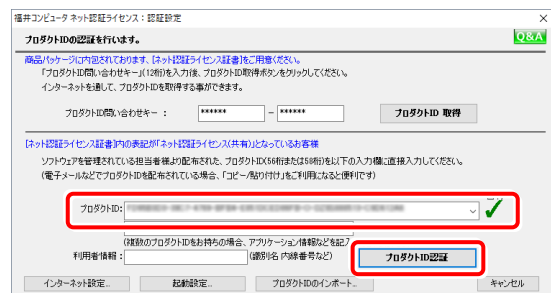 福井コンピュータ ネット認証ライセンス：認証設定
×
プロダクトIDの認証を行います。
Q&A
商品パッケージに内包されております、[ネット認証ライセンス証書]をご用意ください。
「プロダクトID問い合わせキー」(12桁)を入力後、プロダクトID取得ボタンをクリックしてください。
インターネットを通して、プロダクトIDを取得する事ができます。
プロダクトID問い合わせキー ： ****** － ****** プロダクトID 取得
[ネット認証ライセンス証書]内の表記が「ネット認証ライセンス(共有)」となっているお客様
ソフトウェアを管理されている担当者様より配布された、プロダクトID(56桁または58桁)を以下の入力欄に直接入力してください。
(電子メールなどでプロダクトIDを配布されている場合、「コピー/貼り付け」をご利用になると便利です)
プロダクトID:
(複数のプロダクトIDをお持ちの場合、アプリケーション情報などを記入
利用者情報： (識別名 内線番号など) プロダクトID認証
インターネット設定... 起動設定... プロダクトIDのインポート... キャンセル